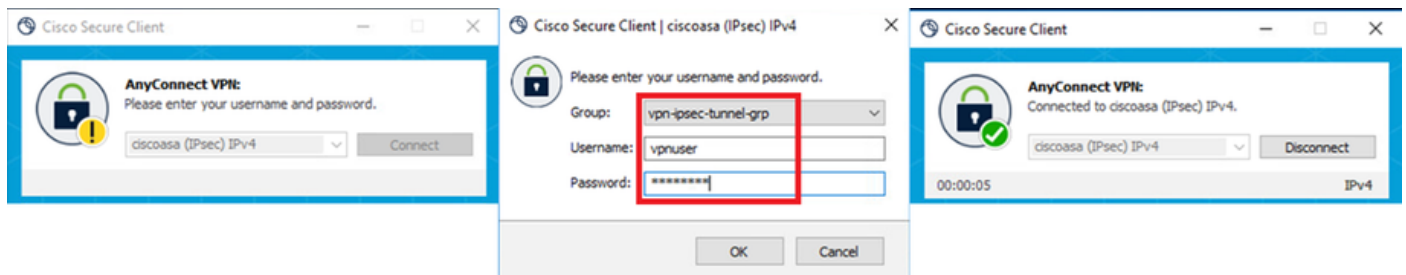 Cisco Secure Client
AnyConnect VPN:
Please enter your username and password.
ciscoasa (IPsec) IPv4
Connect
Cisco Secure Client | ciscoasa (IPsec) IPv4
Please enter your username and password.
Group:
vpn-ipsec-tunnel-grp
Username:
vpnuser
Password:
********
OK
Cancel
Cisco Secure Client
AnyConnect VPN:
Connected to ciscoasa (IPsec) IPv4.
ciscoasa (IPsec) IPv4
Disconnect
00:00:05
IPv4